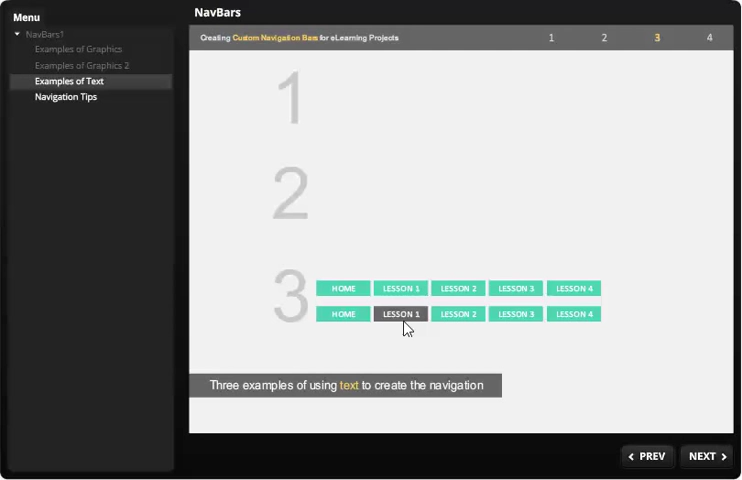 Menu
NavBars1
Examples of Graphics
Examples of Graphics 2
Examples of Text
Navigation Tips
NavBars
Creating Custom Navigation Bars for eLearning Projects 1 2 3 4
1
2
3
HOME LESSON 1 LESSON 2 LESSON 3 LESSON 4
HOME LESSON 1 LESSON 2 LESSON 3 LESSON 4
Three examples of using text to create the navigation
PREV NEXT